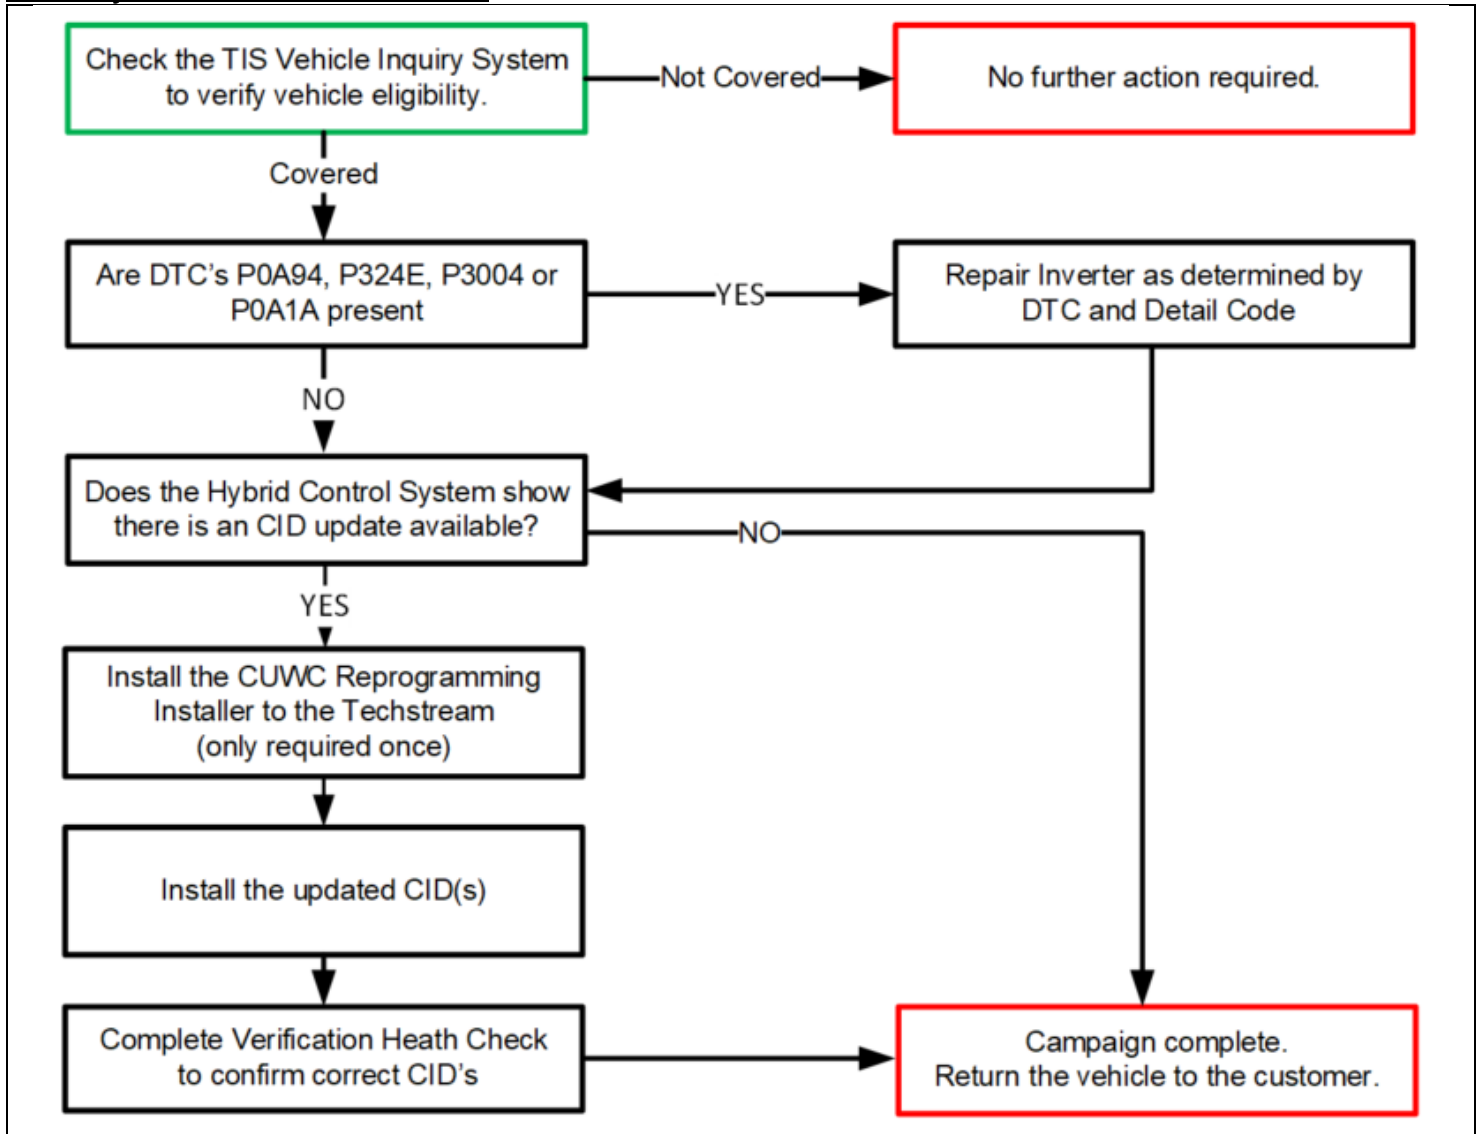 Check the TIS Vehicle Inquiry System
to verify vehicle eligibility.
Not Covered
No further action required.
Covered
Are DTC's P0A94, P324E, P3004 or
P0A1A present
YES
Repair Inverter as determined by
DTC and Detail Code
NO
Does the Hybrid Control System show
there is an CID update available?
NO
YES
Install the CUWC Reprogramming
Installer to the Techstream
(only required once)
Install the updated CID(s)
Complete Verification Heath Check
to confirm correct CID's
Campaign complete.
Return the vehicle to the customer.